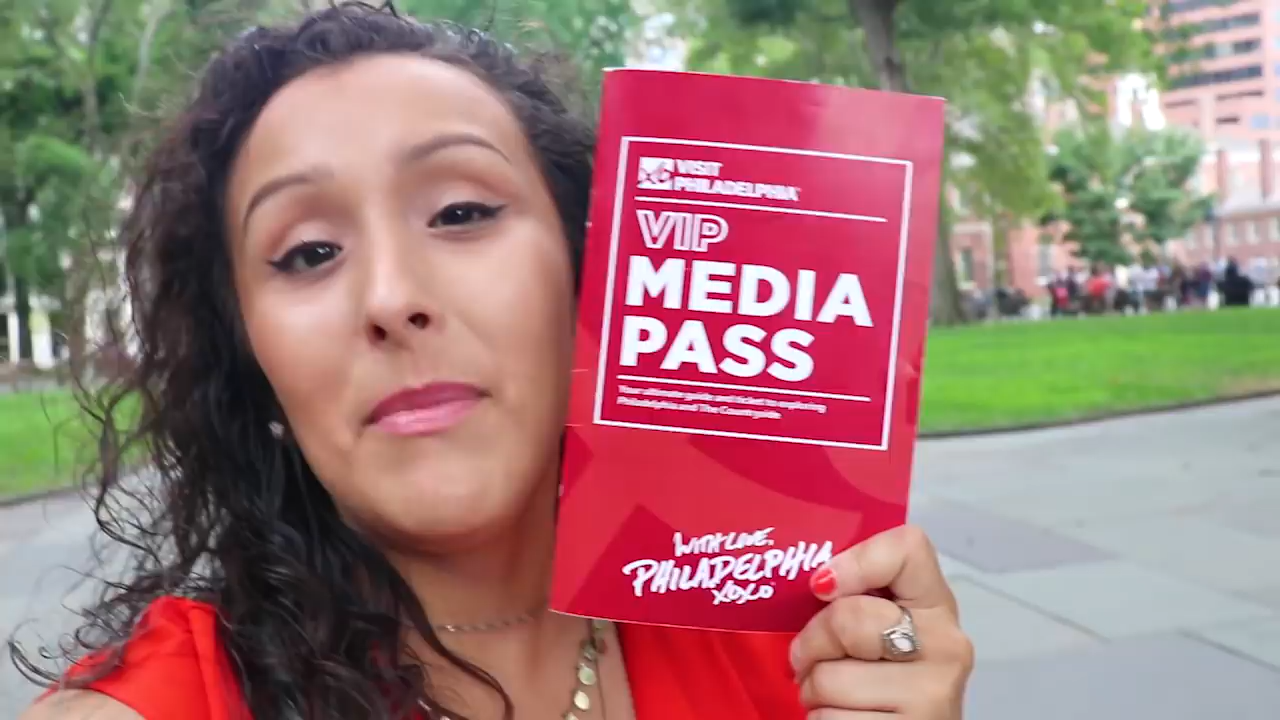 VISIT
PHILADELPHIA
VIP
MEDIA
PASS
Your ultimate guide and ticket to exploring
Philadelphia and The Countryside
WITH LOVE,
PHILADELPHIA
XOXO